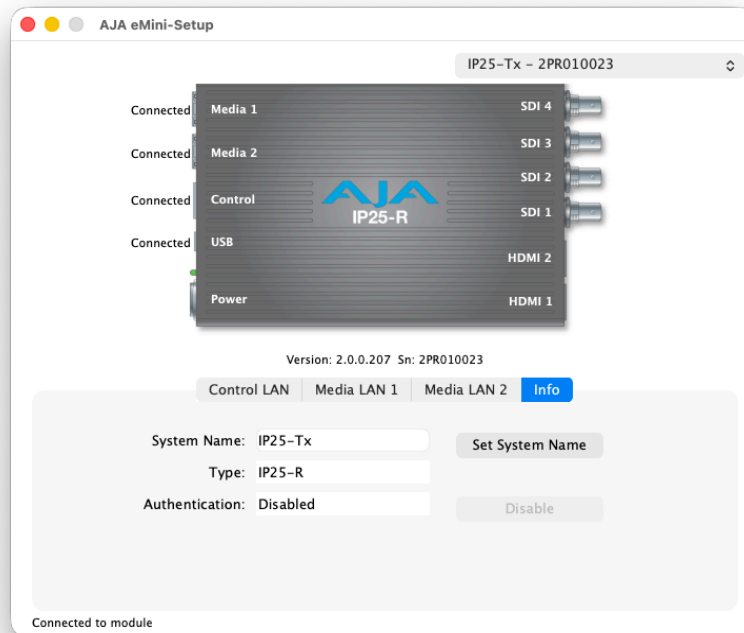 AJA eMini-Setup
IP25-Tx - 2PR010023
Connected Media 1 SDI 4
SDI 3
Connected Media 2
SDI 2
Connected Control AJA SDI 1
IP25-R
Connected USB
HDMI 2
Power HDMI 1
Version: 2.0.0.207 Sn: 2PR010023
Control LAN Media LAN 1 Media LAN 2 Info
System Name: IP25-Tx Set System Name
Type: IP25-R
Authentication: Disabled Disable
Connected to module